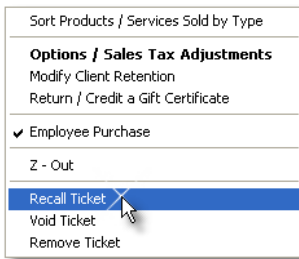 Sort Products / Services Sold by Type
Options / Sales Tax Adjustments
Modify Client Retention
Return / Credit a Gift Certificate
Employee Purchase
Z - Out
Recall Ticket
Void Ticket
Remove Ticket